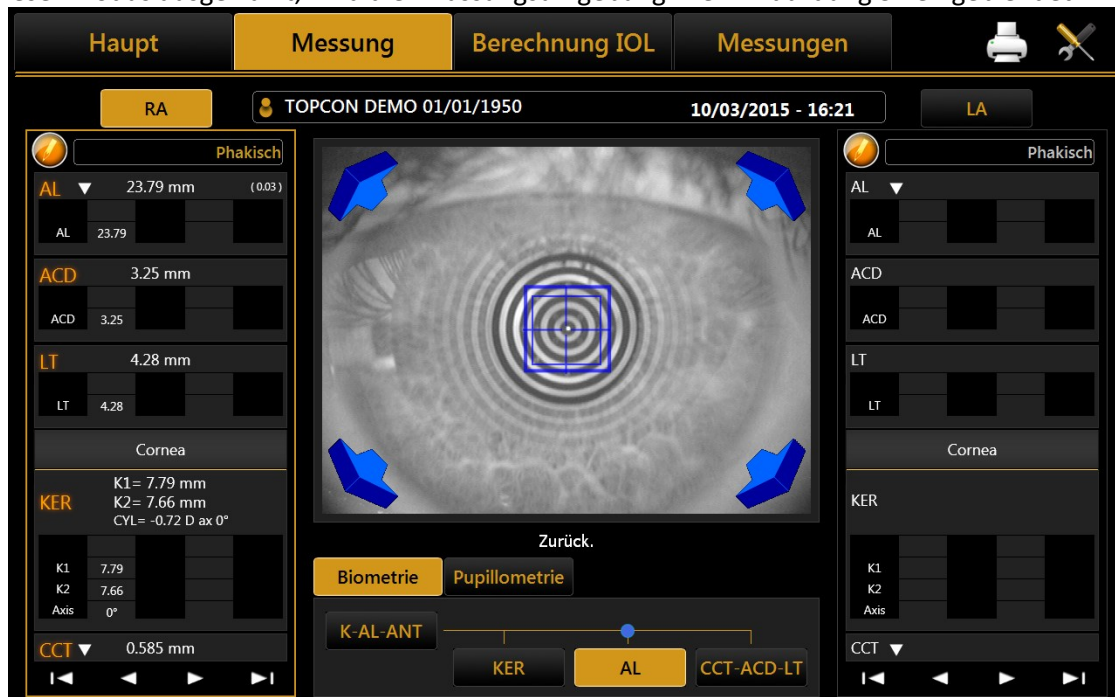 Haupt
Messung
Berechnung IOL
Messungen
RA
TOPCON DEMO 01/01/1950
10/03/2015 - 16:21
LA
Phakisch
AL 23.79 mm (0.03)
AL 23.79
ACD 3.25 mm
ACD 3.25
LT 4.28 mm
LT 4.28
Cornea
K1= 7.79 mm
KER K2= 7.66 mm
CYL= -0.72 D ax 0°
K1 7.79
K2 7.66
Axis 0°
CCT 0.585 mm
Zurück.
Biometrie
Pupillometrie
K-AL-ANT
KER
AL
CCT-ACD-LT
Phakisch
AL
AL
ACD
ACD
LT
LT
Cornea
KER
K1
K2
Axis
CCT